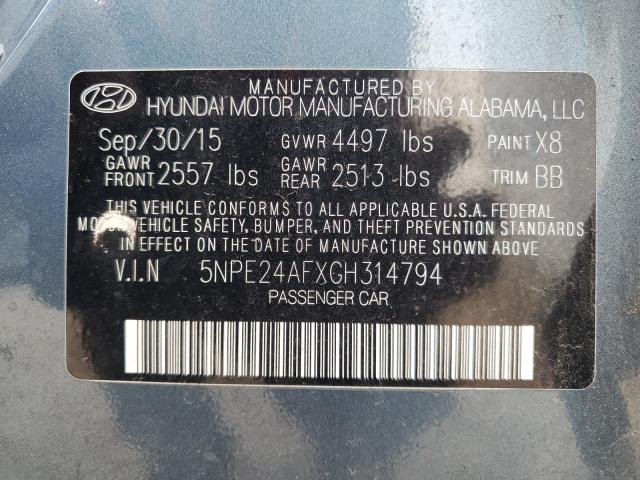 MANUFACTURED BY
HYUNDAI MOTOR MANUFACTURING ALABAMA, LLC
Sep/30/15 GVWR 4497 lbs PAINT X8
GAWR FRONT 2557 lbs GAWR REAR 2513 lbs TRIM BB
THIS VEHICLE CONFORMS TO ALL APPLICABLE U.S.A. FEDERAL
MOTOR VEHICLE SAFETY, BUMPER, AND THEFT PREVENTION STANDARDS
IN EFFECT ON THE DATE OF MANUFACTURE SHOWN ABOVE.
V.I.N 5NPE24AFXGH314794
PASSENGER CAR